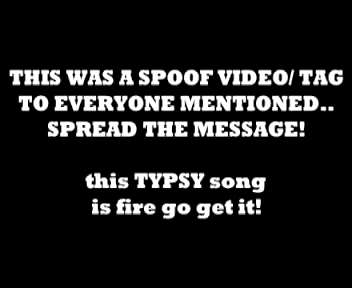 THIS WAS A SPOOF VIDEO/ TAG
TO EVERYONE MENTIONED..
SPREAD THE MESSAGE!
this TYPSY song
is fire go get it!